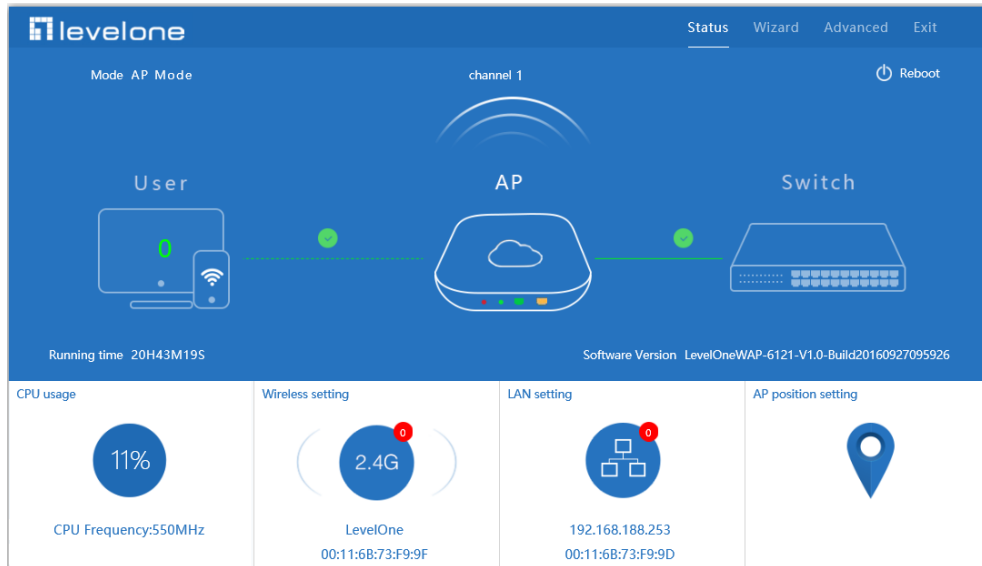 levelone
Status Wizard Advanced Exit
Mode AP Mode
channel 1
Reboot
User
AP
Switch
0
Running time 20H43M19S
Software Version LevelOneWAP-6121-V1.0-Build20160927095926
CPU usage
Wireless setting
LAN setting
AP position setting
11%
0
2.4G
0
CPU Frequency:550MHz
LevelOne
192.168.188.253
00:11:6B:73:F9:9F
00:11:6B:73:F9:9D